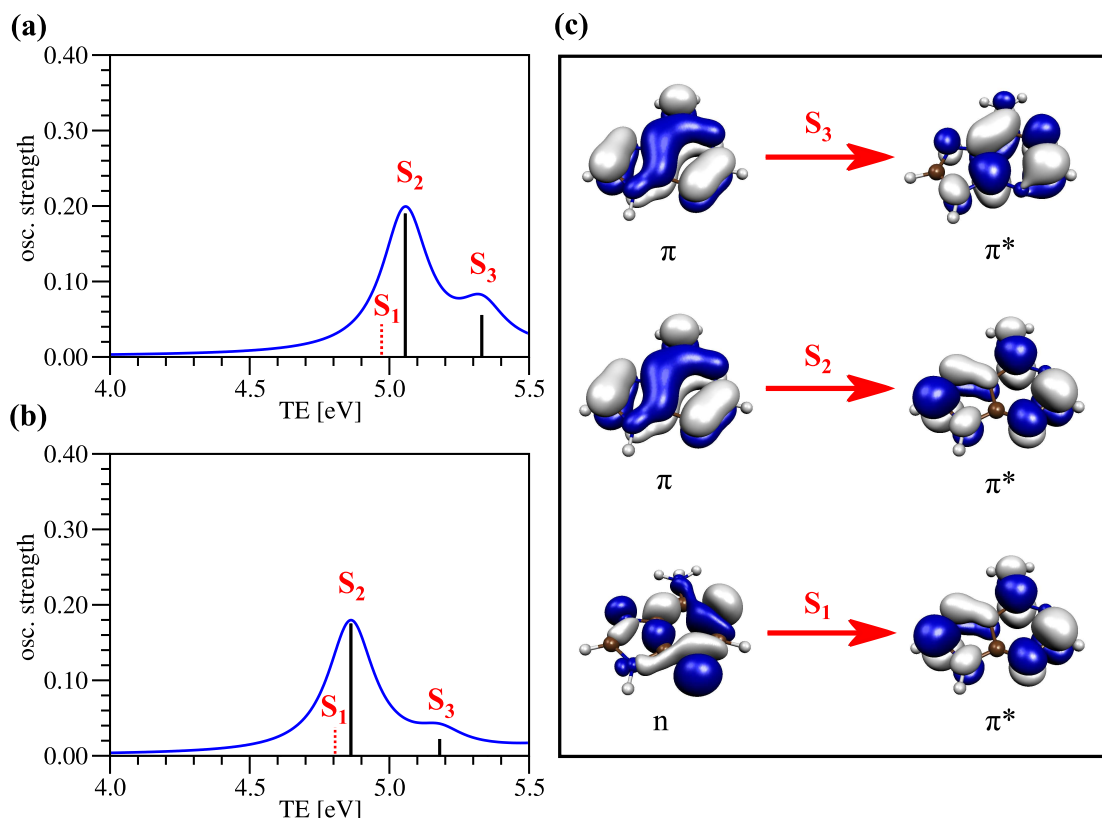 (a)
0.40
0.30
0.20
0.10
0.00
osc. strength
S₁
S₂
S₃
4.0 4.5 5.0 5.5
TE [eV]
(b)
0.40
0.30
0.20
0.10
0.00
osc. strength
S₁
S₂
S₃
4.0 4.5 5.0 5.5
TE [eV]
(c)
S₃
π π*
S₂
π π*
S₁
n π*